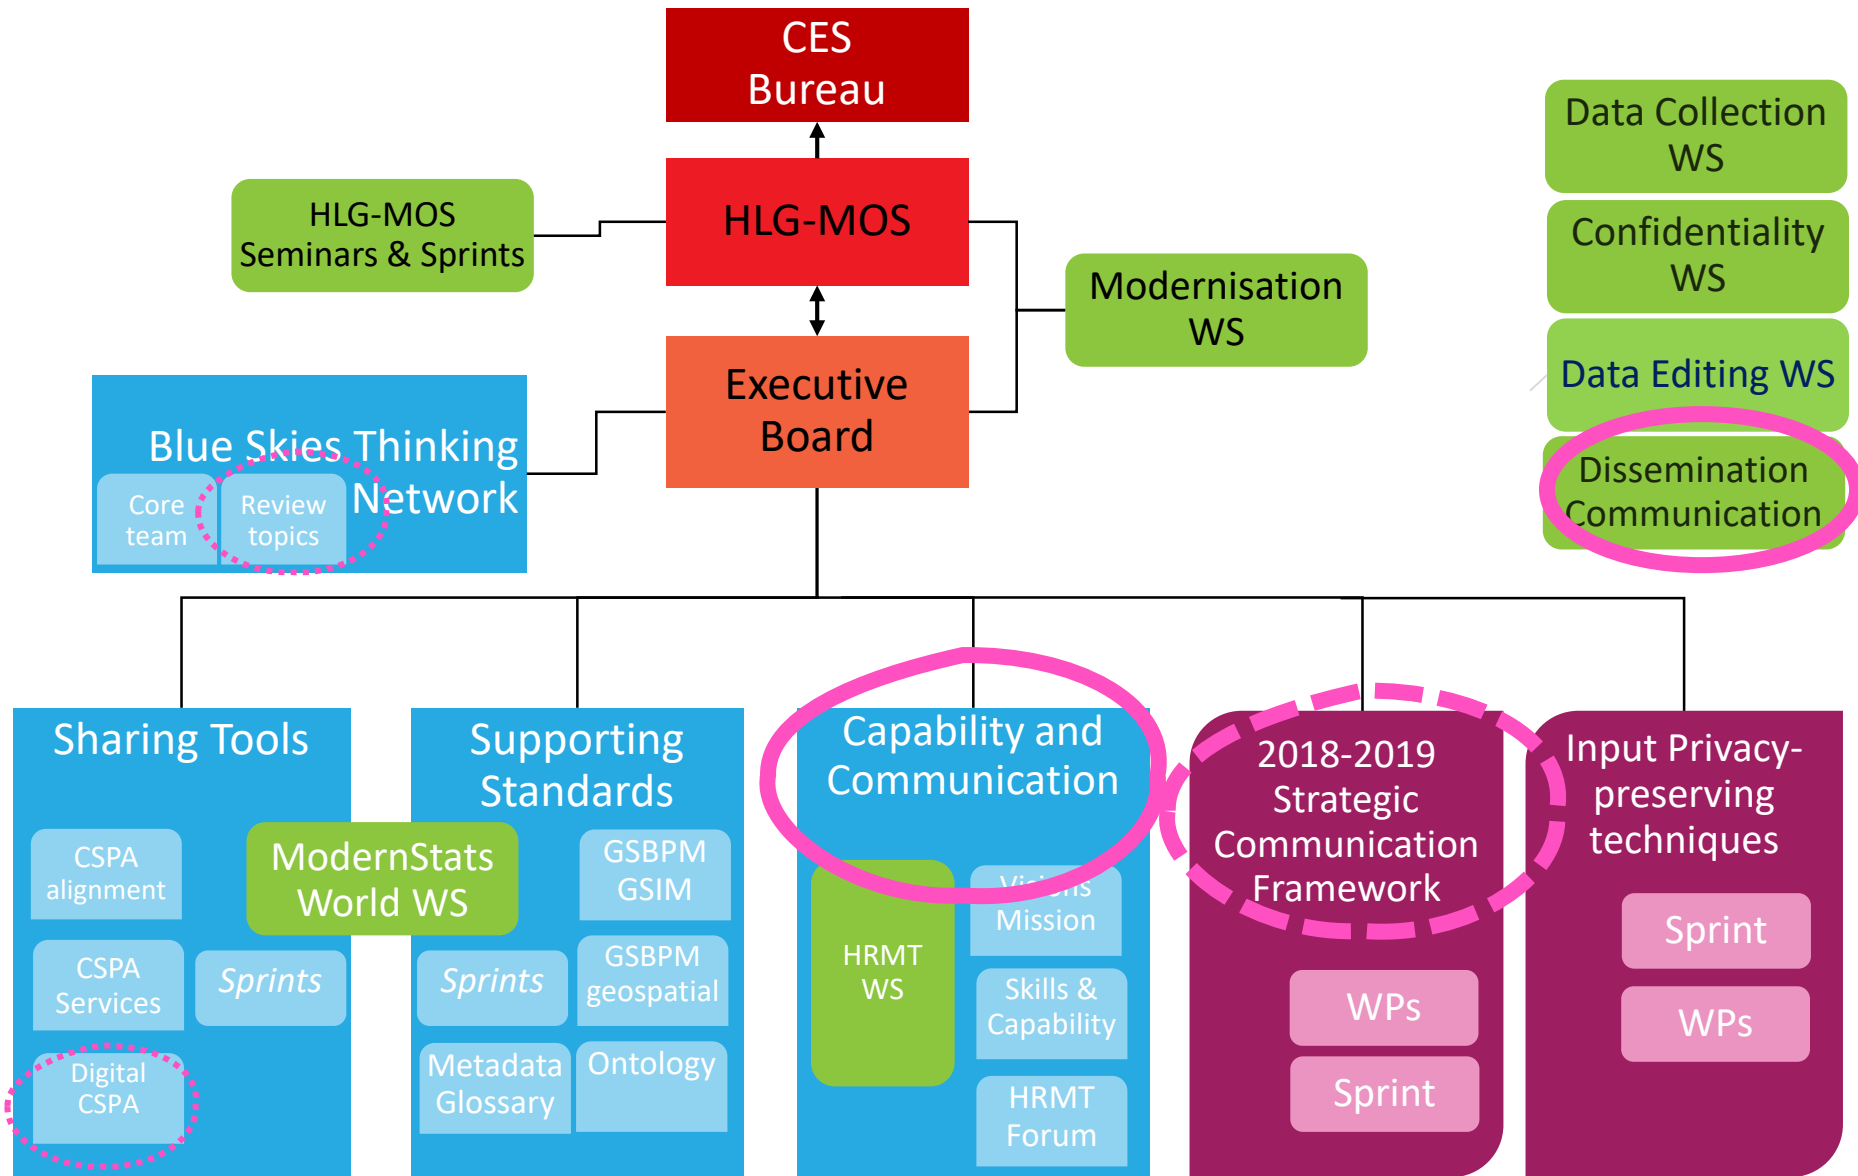 CES
Bureau
HLG-MOS
Seminars & Sprints
HLG-MOS
Modernisation
WS
Executive
Board
Data Collection
WS
Confidentiality
WS
Data Editing WS
Dissemination
Communication
Blue Skies Thinking
Network
Core
team
Review
topics
Sharing Tools
CSPA
alignment
CSPA
Services
Sprints
Digital
CSPA
ModernStats
World WS
Supporting
Standards
GSBPM
GSIM
Sprints
GSBPM
geospatial
Metadata
Glossary
Ontology
Capability and
Communication
HRMT
WS
Visions
Mission
Skills &
Capability
HRMT
Forum
2018-2019
Strategic
Communication
Framework
WPs
Sprint
Input Privacy-
preserving
techniques
Sprint
WPs